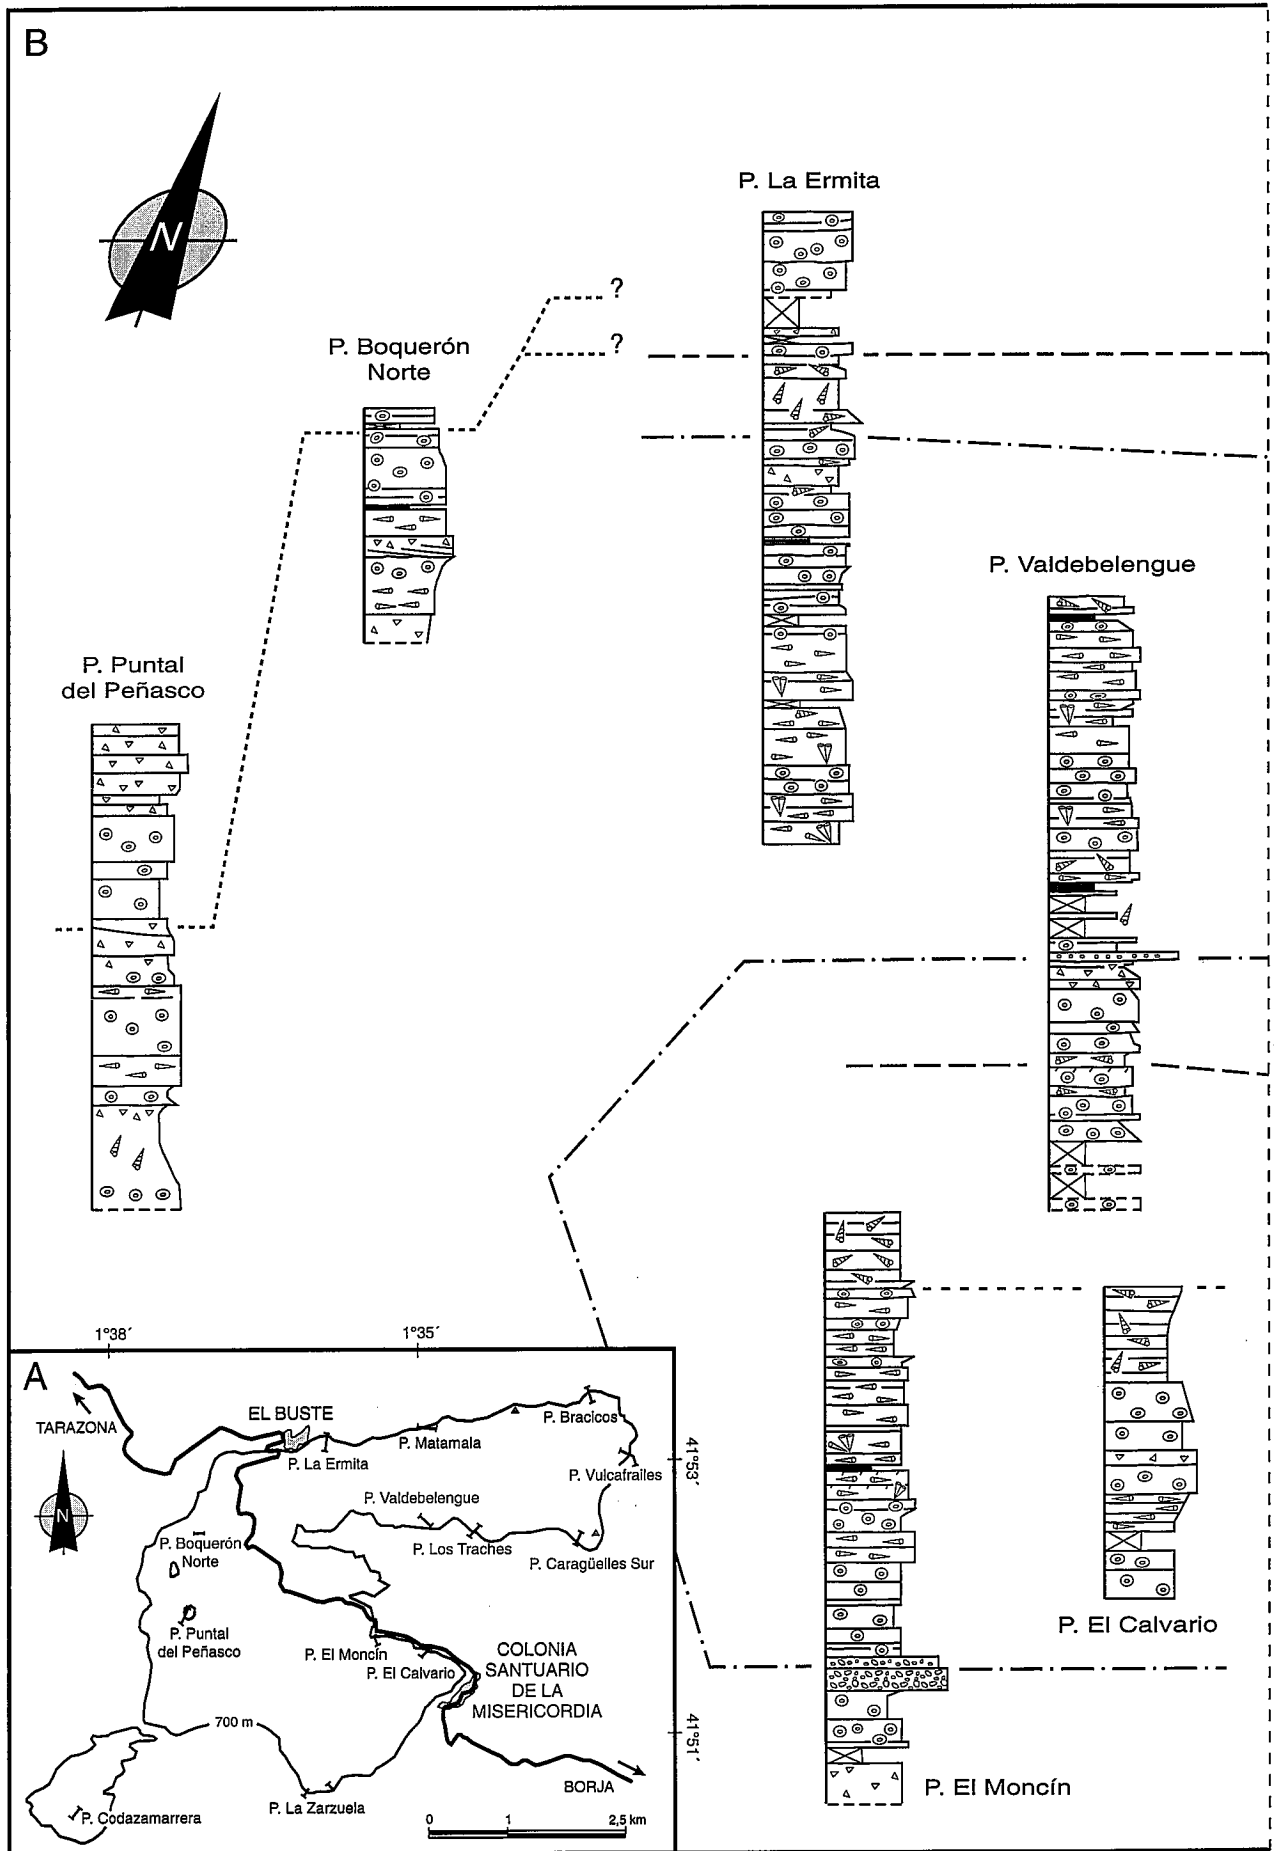 B
N
P. La Ermita
?
?
P. Boquerón
Norte
P. Valdebelengue
P. Puntal
del Peñasco
1°38´
1°35´
A
TARAZONA
EL BUSTE
P. Bracicos
P. Matamala
P. La Ermita
41°53´
P. Vulcafrailes
N
P. Valdebelengue
P. Los Traches
P. Caragüelles Sur
P. Boquerón
Norte
P. Puntal
del Peñasco
P. El Moncín
P. El Calvario
COLONIA
SANTUARIO
DE LA
MISERICORDIA
P. El Calvario
700 m
41°51´
BORJA
P. El Moncín
P. La Zarzuela
P. Codazamarrera
0 1 2,5 km